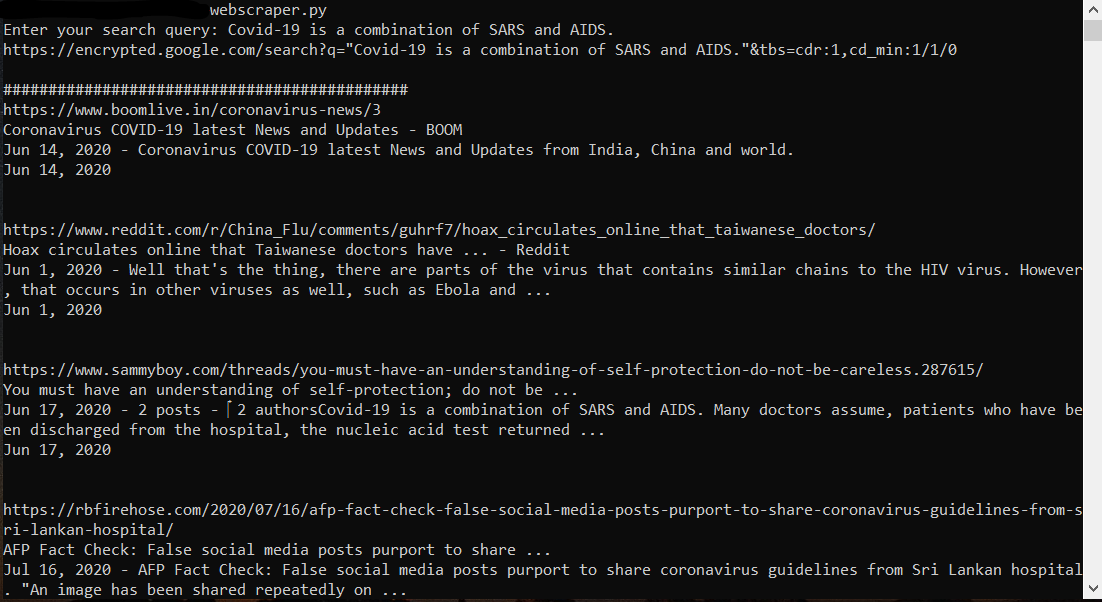 webscraper.py
Enter your search query: Covid-19 is a combination of SARS and AIDS.
https://encrypted.google.com/search?q="Covid-19 is a combination of SARS and AIDS."&tbs=cdr:1,cd_min:1/1/0
#############################################
https://www.boomlive.in/coronavirus-news/3
Coronavirus COVID-19 latest News and Updates - BOOM
Jun 14, 2020 - Coronavirus COVID-19 latest News and Updates from India, China and world.
Jun 14, 2020
https://www.reddit.com/r/China_Flu/comments/guhrf7/hoax_circulates_online_that_taiwanese_doctors/
Hoax circulates online that Taiwanese doctors have ... - Reddit
Jun 1, 2020 - Well that's the thing, there are parts of the virus that contains similar chains to the HIV virus. However
, that occurs in other viruses as well, such as Ebola and ...
Jun 1, 2020
https://www.sammyboy.com/threads/you-must-have-an-understanding-of-self-protection-do-not-be-careless.287615/
You must have an understanding of self-protection; do not be ...
Jun 17, 2020 - 2 posts - 2 authorsCovid-19 is a combination of SARS and AIDS. Many doctors assume, patients who have be
en discharged from the hospital, the nucleic acid test returned ...
Jun 17, 2020
https://rbfirehose.com/2020/07/16/afp-fact-check-false-social-media-posts-purport-to-share-coronavirus-guidelines-from-s
ri-lankan-hospital/
AFP Fact Check: False social media posts purport to share ...
Jul 16, 2020 - AFP Fact Check: False social media posts purport to share coronavirus guidelines from Sri Lankan hospital
. "An image has been shared repeatedly on ...